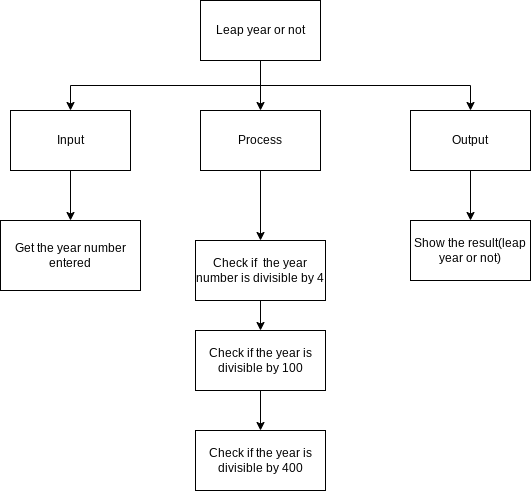 Leap year or not
Input
Process
Output
Get the year number
entered
Check if  the year
number is divisible by 4
Show the result(leap
year or not)
Check if the year is
divisible by 100
Check if the year is
divisible by 400